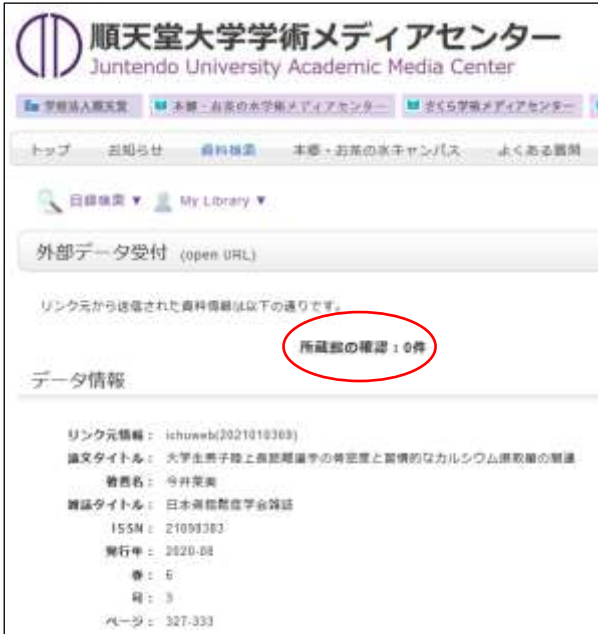 順天堂大学学術メディアセンター
Juntendo University Academic Media Center
学校法人順天堂 本郷・お茶の水学術メディアセンター さくら学術メディアセンター
トップ お知らせ 資料検索 本郷・お茶の水キャンパス よくある質問
目録検索 ▼ My Library ▼
外部データ受付 (open URL)
リンク元から送信された資料情報は以下の通りです。
所蔵館の確認：0件
データ情報
リンク元情報： ichuweb(2021010369)
論文タイトル： 大学生男子陸上長距離選手の骨密度と習慣的なカルシウム摂取量の関連
著者名： 今井菜美
雑誌タイトル： 日本骨粗鬆症学会雑誌
ISSN： 21898383
発行年： 2020-08
巻： 6
号： 3
ページ： 327-333